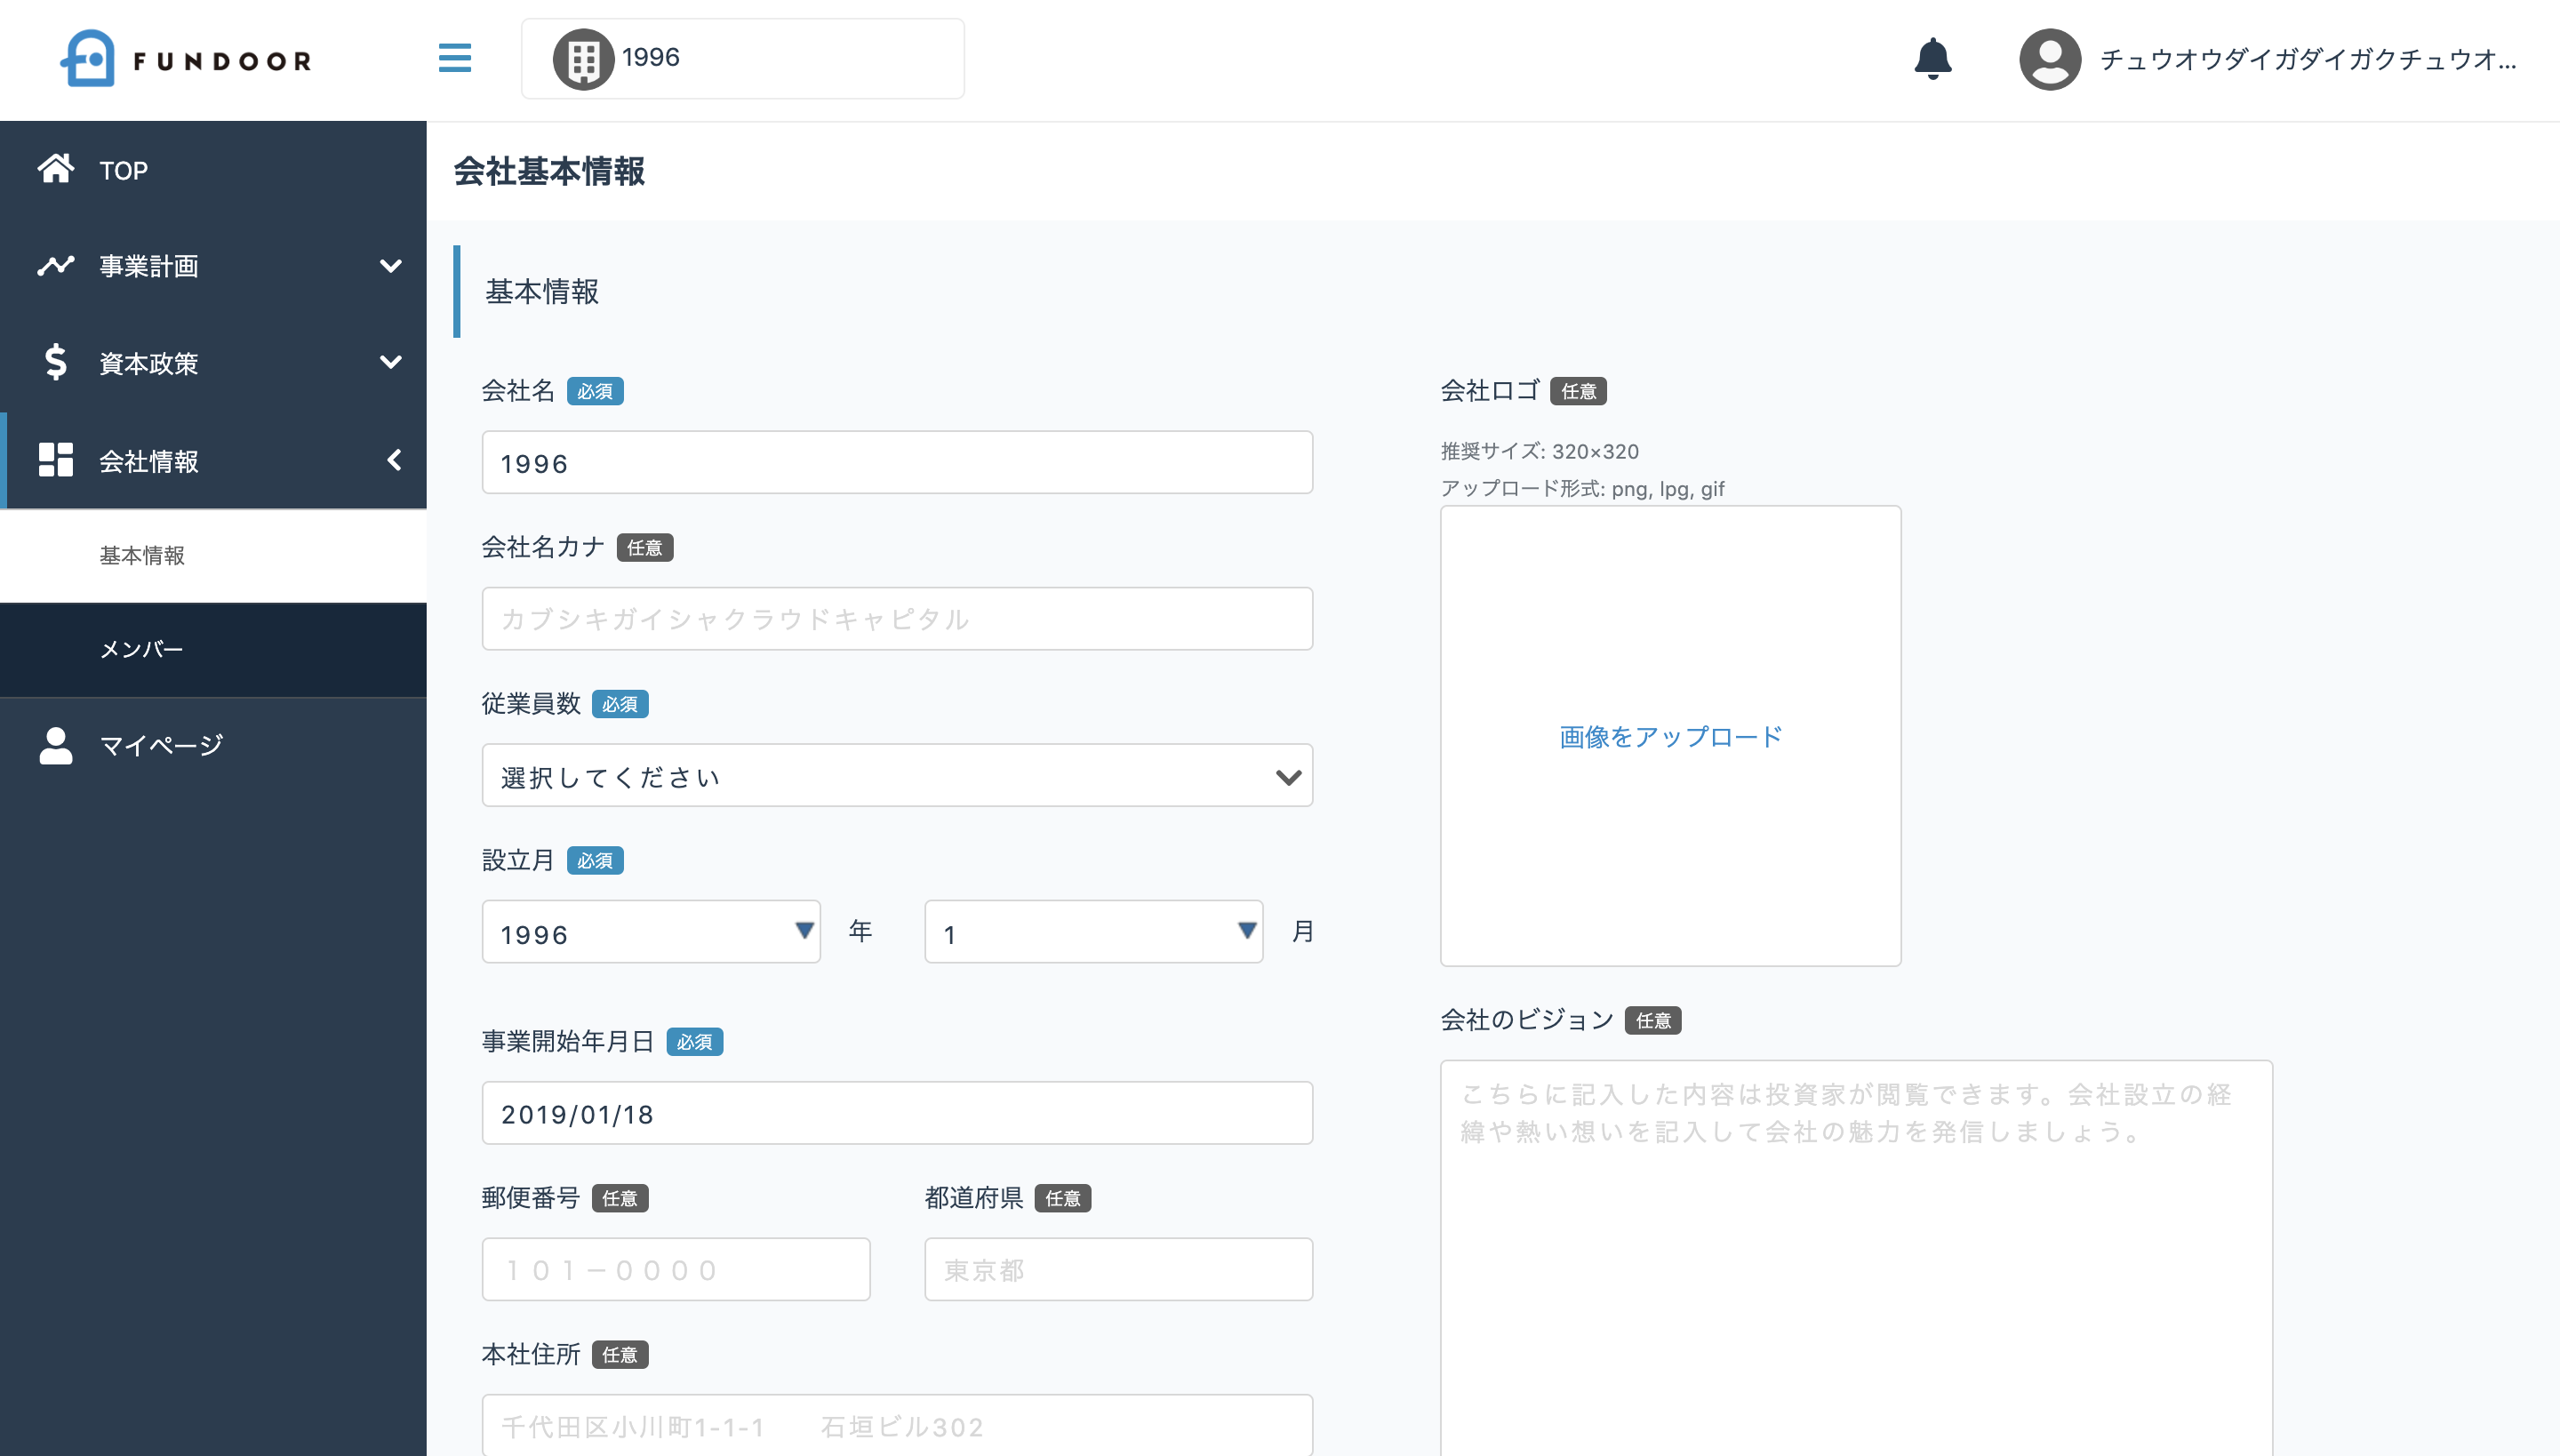 FUNDOOR
1996
チュウオウダイガダイガクチュウオ...
TOP
事業計画
資本政策
会社情報
基本情報
メンバー
マイページ
会社基本情報
基本情報
会社名 必須
1996
会社名カナ 任意
カブシキガイシャクラウドキャピタル
従業員数 必須
選択してください
設立月 必須
1996 年 1 月
事業開始年月日 必須
2019/01/18
郵便番号 任意 都道府県 任意
１０１－００００ 東京都
本社住所 任意
千代田区小川町1-1-1　石垣ビル302
会社ロゴ 任意
推奨サイズ: 320×320
アップロード形式: png, lpg, gif
画像をアップロード
会社のビジョン 任意
こちらに記入した内容は投資家が閲覧できます。会社設立の経
緯や熱い想いを記入して会社の魅力を発信しましょう。